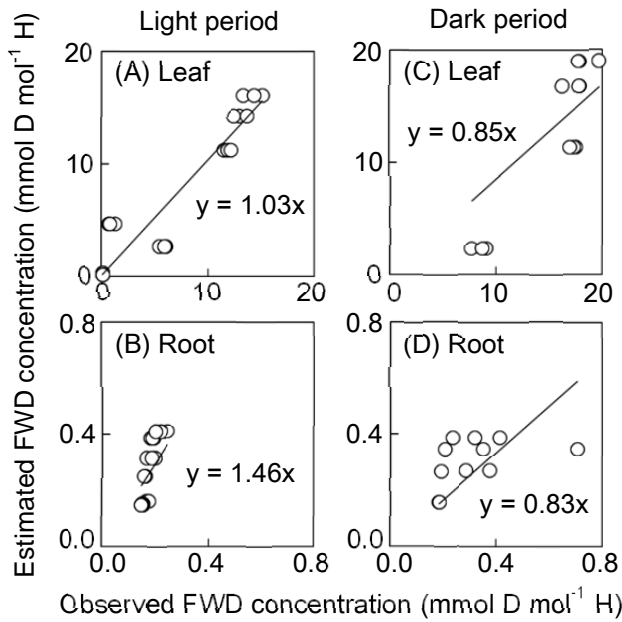 Light period
Dark period
Estimated FWD concentration (mmol D mol⁻¹ H)
(A) Leaf
20
10
0
y = 1.03x
0
10
20
(C) Leaf
20
10
0
y = 0.85x
0
10
20
(B) Root
0.8
0.4
0.0
y = 1.46x
0.0
0.4
0.8
(D) Root
0.8
0.4
0.0
y = 0.83x
0.0
0.4
0.8
Observed FWD concentration (mmol D mol⁻¹ H)